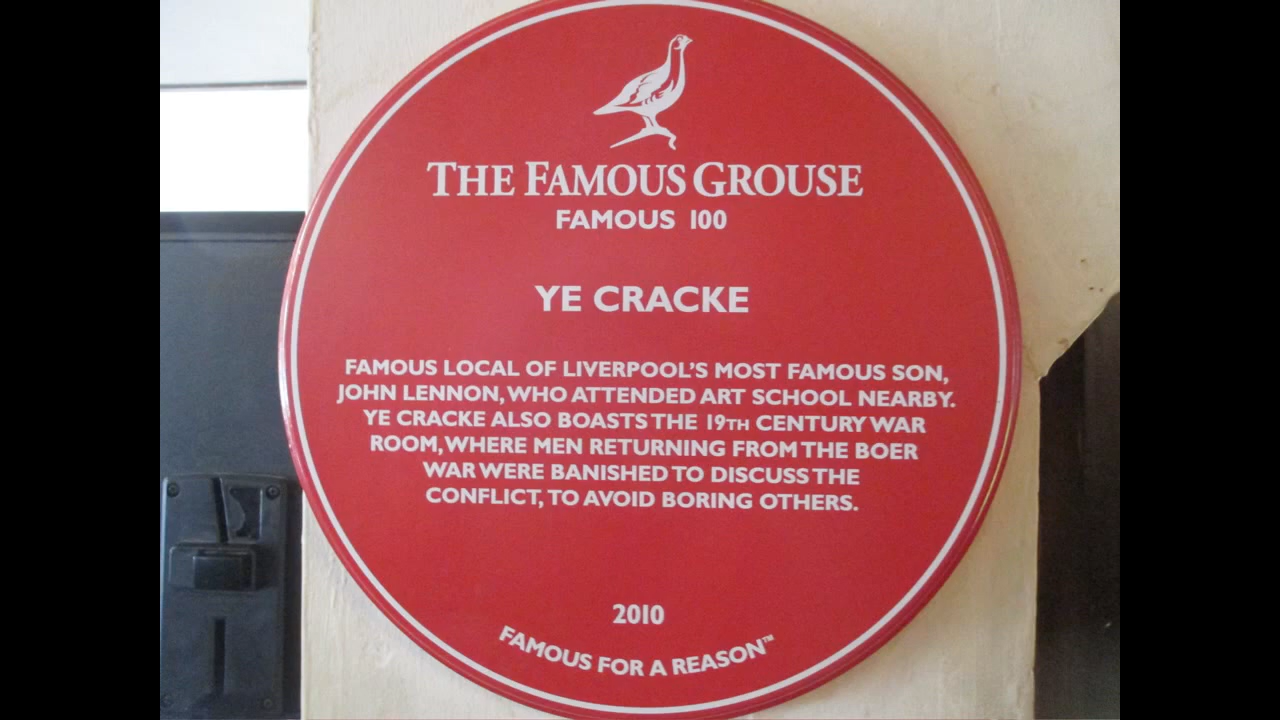 THE FAMOUS GROUSE
FAMOUS 100
YE CRACKE
FAMOUS LOCAL OF LIVERPOOL'S MOST FAMOUS SON,
JOHN LENNON, WHO ATTENDED ART SCHOOL NEARBY.
YE CRACKE ALSO BOASTS THE 19TH CENTURY WAR
ROOM, WHERE MEN RETURNING FROM THE BOER
WAR WERE BANISHED TO DISCUSS THE
CONFLICT, TO AVOID BORING OTHERS.
2010
FAMOUS FOR A REASON™